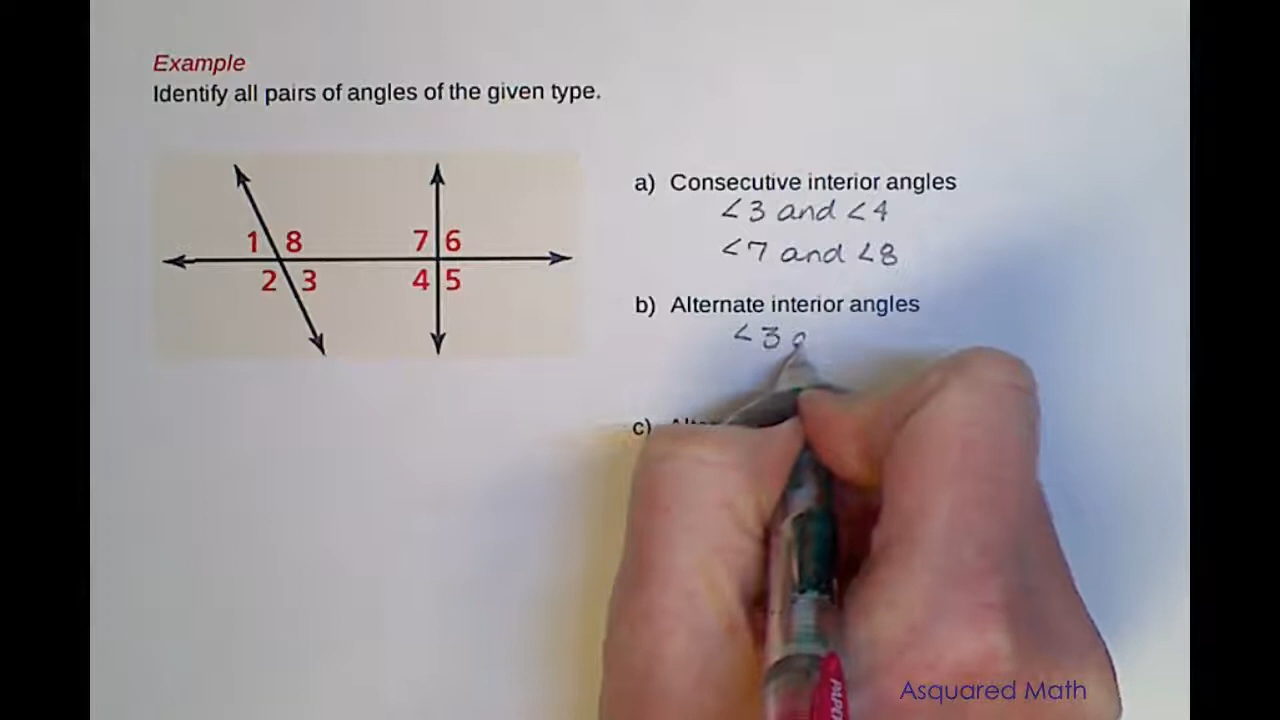 Example
Identify all pairs of angles of the given type.
1 8
7 6
2 3
4 5
a) Consecutive interior angles
∠3 and ∠4
∠7 and ∠8
b) Alternate interior angles
∠3 a
c)
Asquared Math